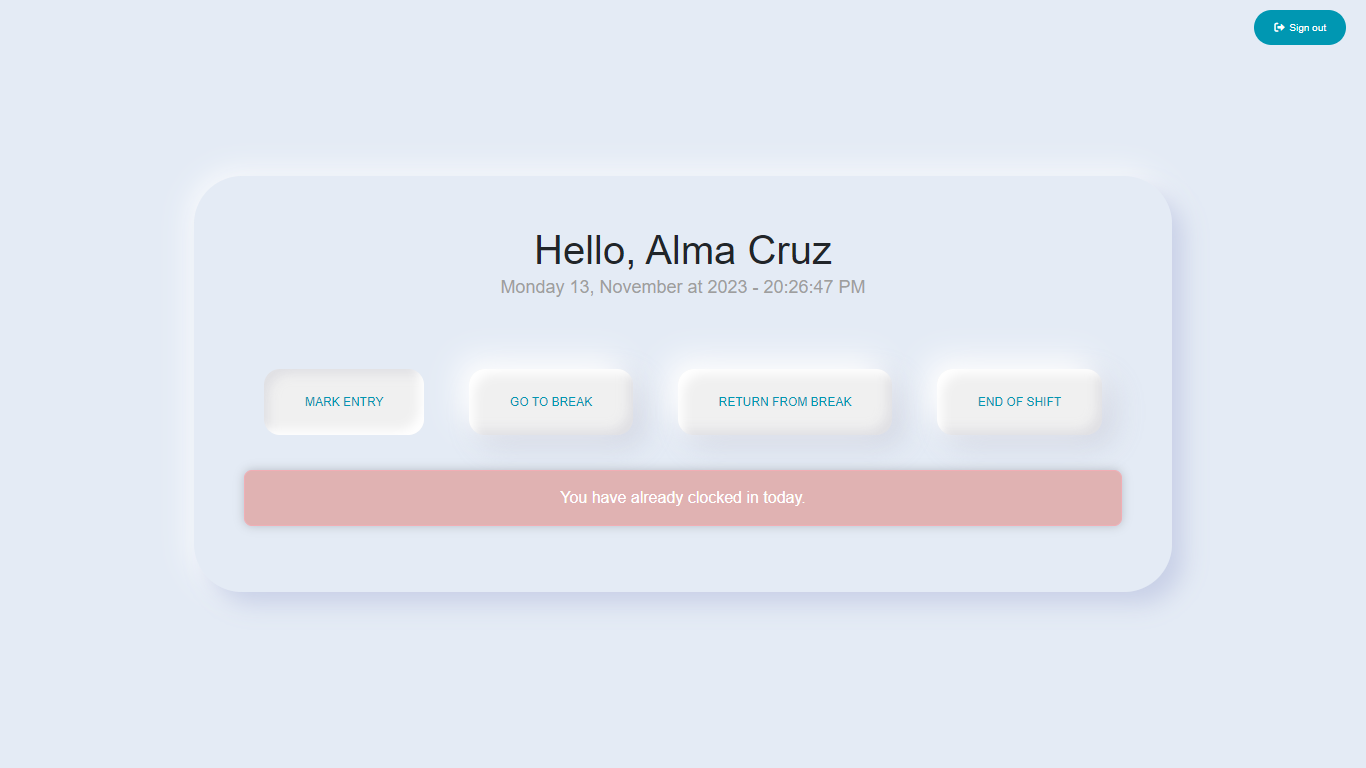 Sign out
Hello, Alma Cruz
Monday 13, November at 2023 - 20:26:47 PM
MARK ENTRY
GO TO BREAK
RETURN FROM BREAK
END OF SHIFT
You have already clocked in today.